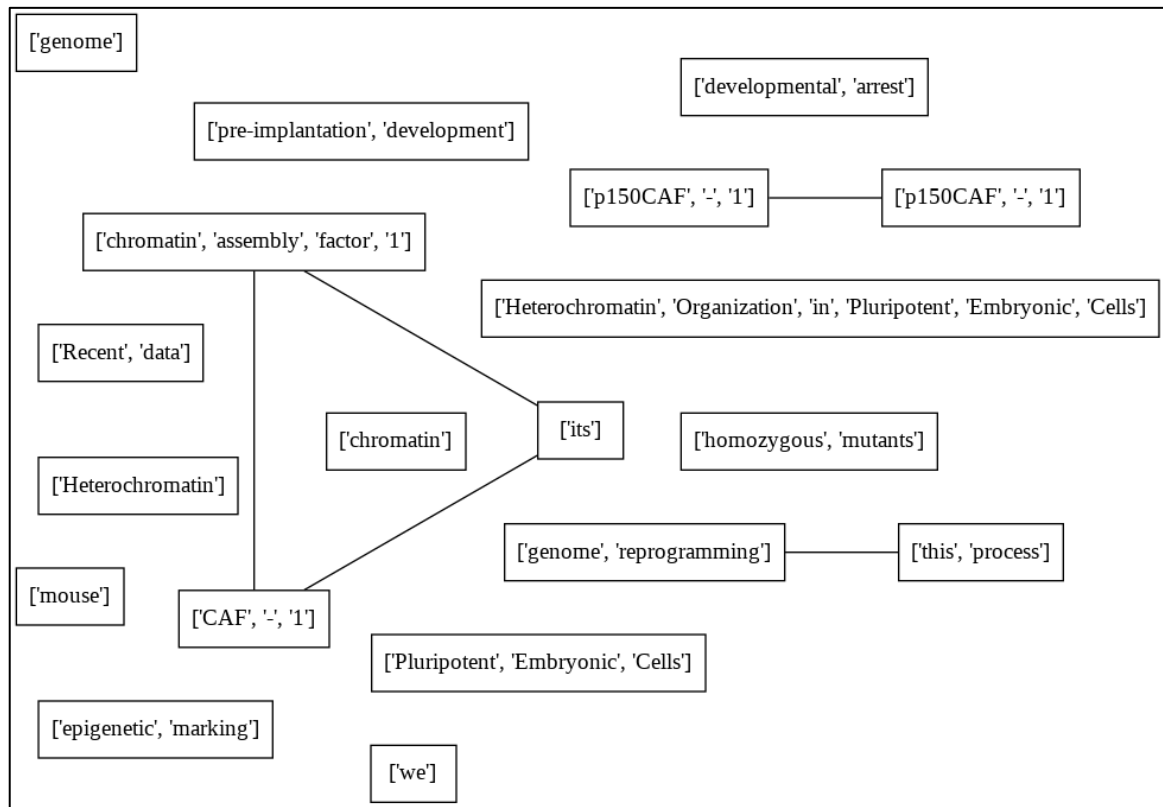 ['genome']
['developmental', 'arrest']
['pre-implantation', 'development']
['p150CAF', '-', '1']
['p150CAF', '-', '1']
['chromatin', 'assembly', 'factor', '1']
['Heterochromatin', 'Organization', 'in', 'Pluripotent', 'Embryonic', 'Cells']
['Recent', 'data']
['its']
['chromatin']
['homozygous', 'mutants']
['Heterochromatin']
['genome', 'reprogramming']
['this', 'process']
['mouse']
['CAF', '-', '1']
['Pluripotent', 'Embryonic', 'Cells']
['epigenetic', 'marking']
['we']